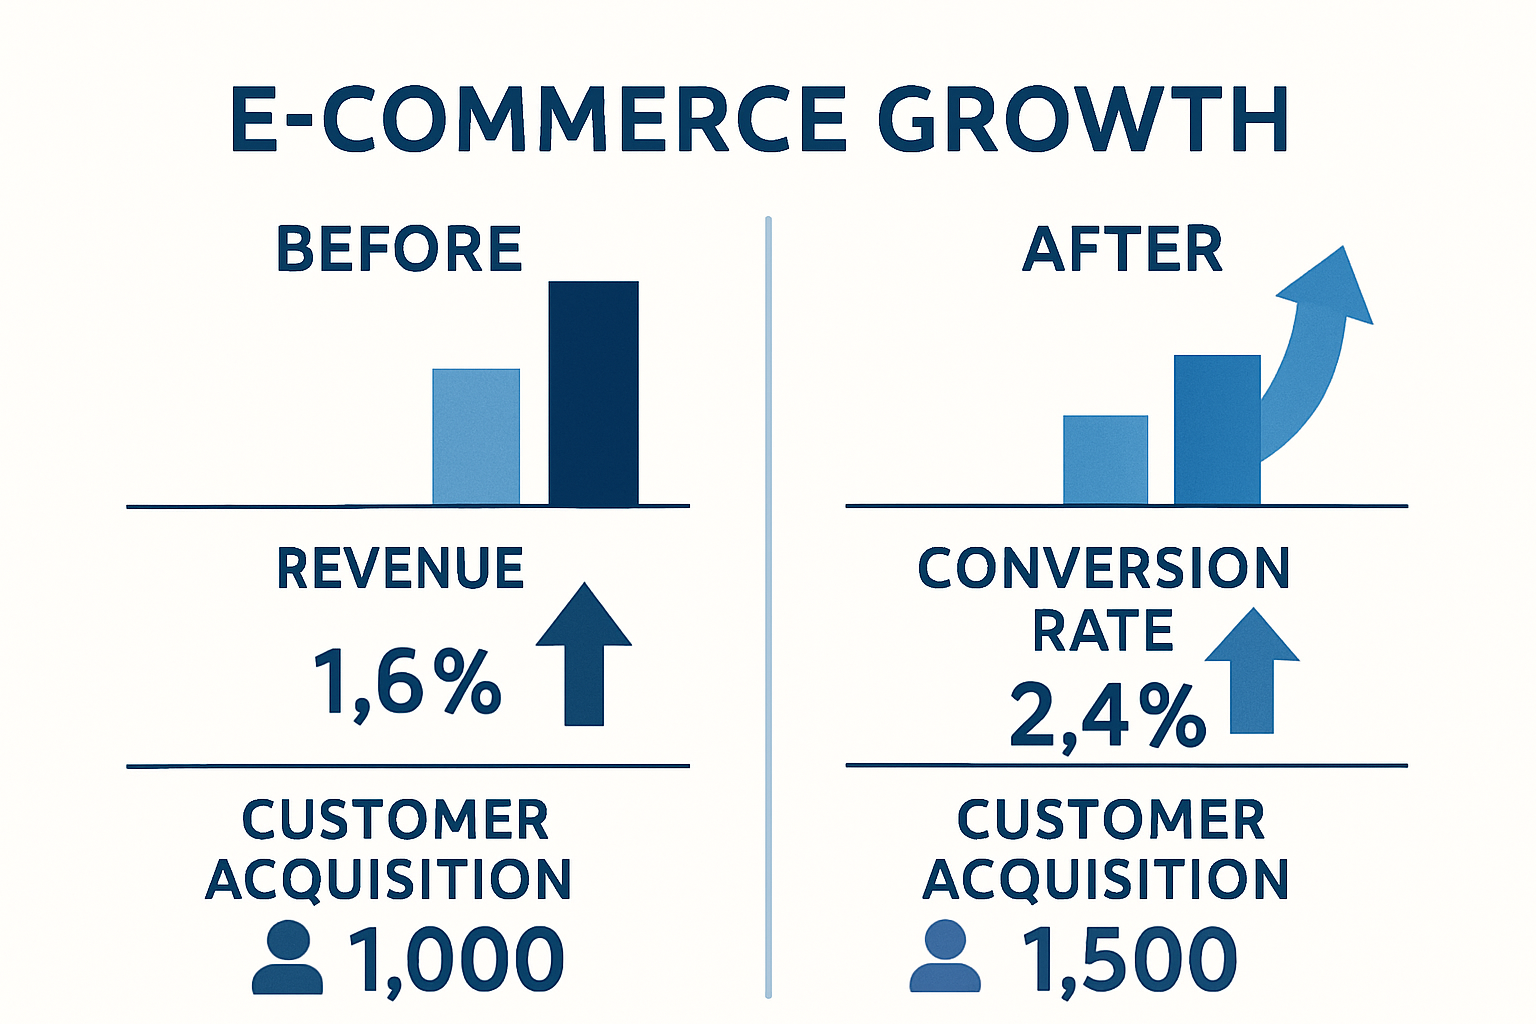 E-COMMERCE GROWTH
BEFORE
REVENUE
1,6%
CUSTOMER
ACQUISITION
1,000
AFTER
CONVERSION
RATE
2,4%
CUSTOMER
ACQUISITION
1,500